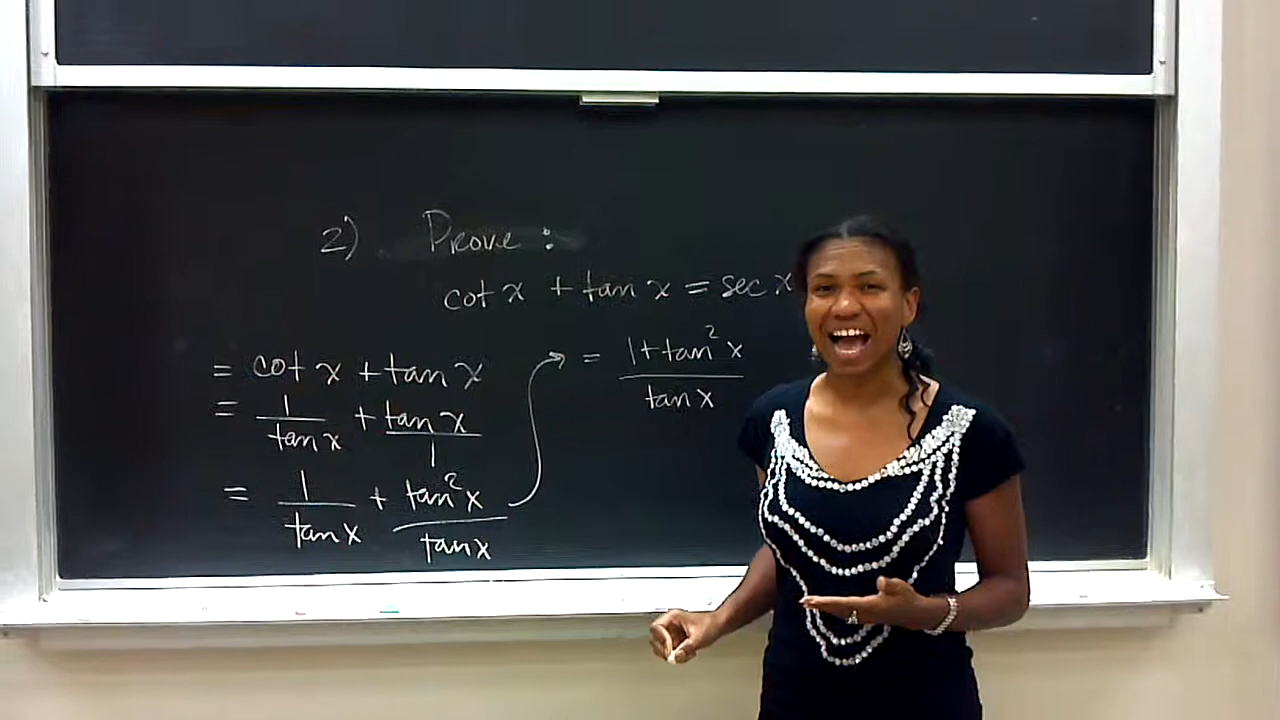 2) Prove :
cot x + tan x = sec x
= cot x + tan x
= 1/tan x + tan x/1
= 1/tan x + tan²x/tan x
= 1+tan²x/tan x